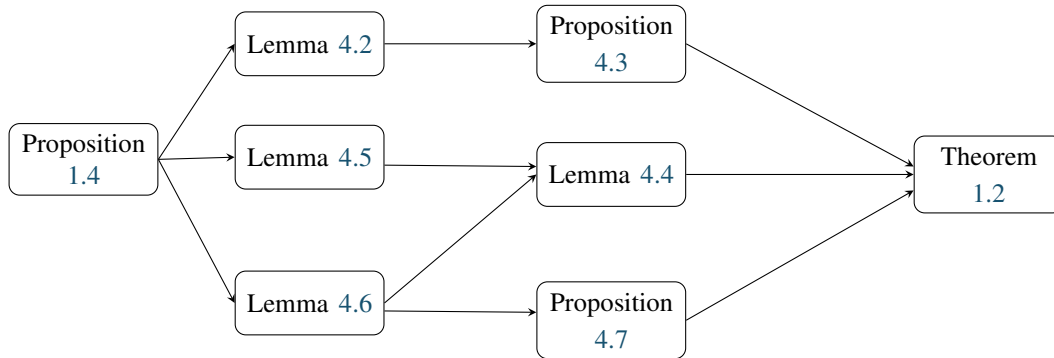 Proposition
1.4
Lemma 4.2
Lemma 4.5
Lemma 4.6
Proposition
4.3
Lemma 4.4
Proposition
4.7
Theorem
1.2